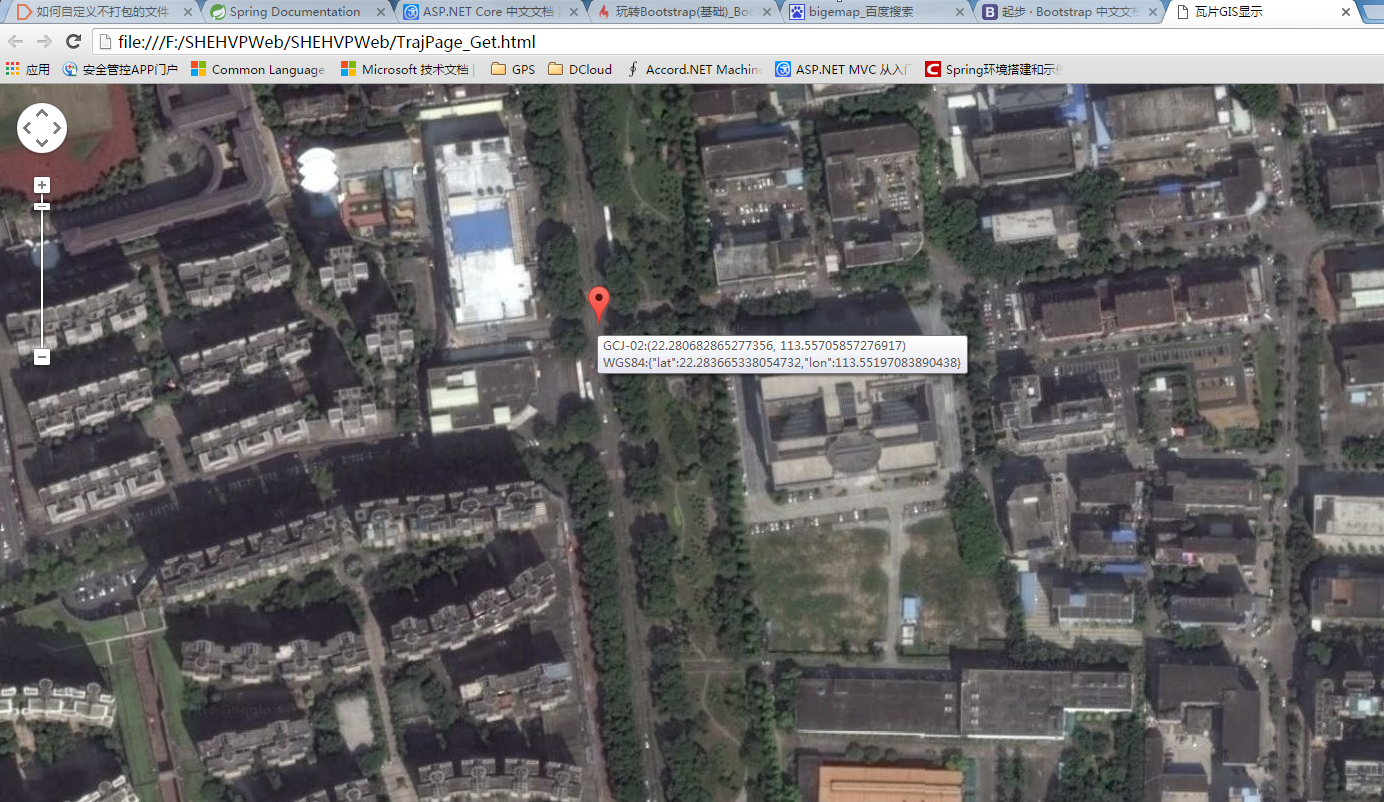 如何自定义不打包的文件
Spring Documentation
ASP.NET Core 中文文档
玩转Bootstrap(基础)_Boo
bigemap_百度搜索
起步 · Bootstrap 中文文档
瓦片GIS显示
file:///F:/SHEHVPWeb/SHEHVPWeb/TrajPage_Get.html
应用
安全管控APP门户
Common Language
Microsoft 技术文档
GPS
DCloud
Accord.NET Machin
ASP.NET MVC 从入门
Spring环境搭建和示例
GCJ-02:(22.280682865277356, 113.55705857276917)
WGS84:{"lat":22.283665338054732,"lon":113.55197083890438}